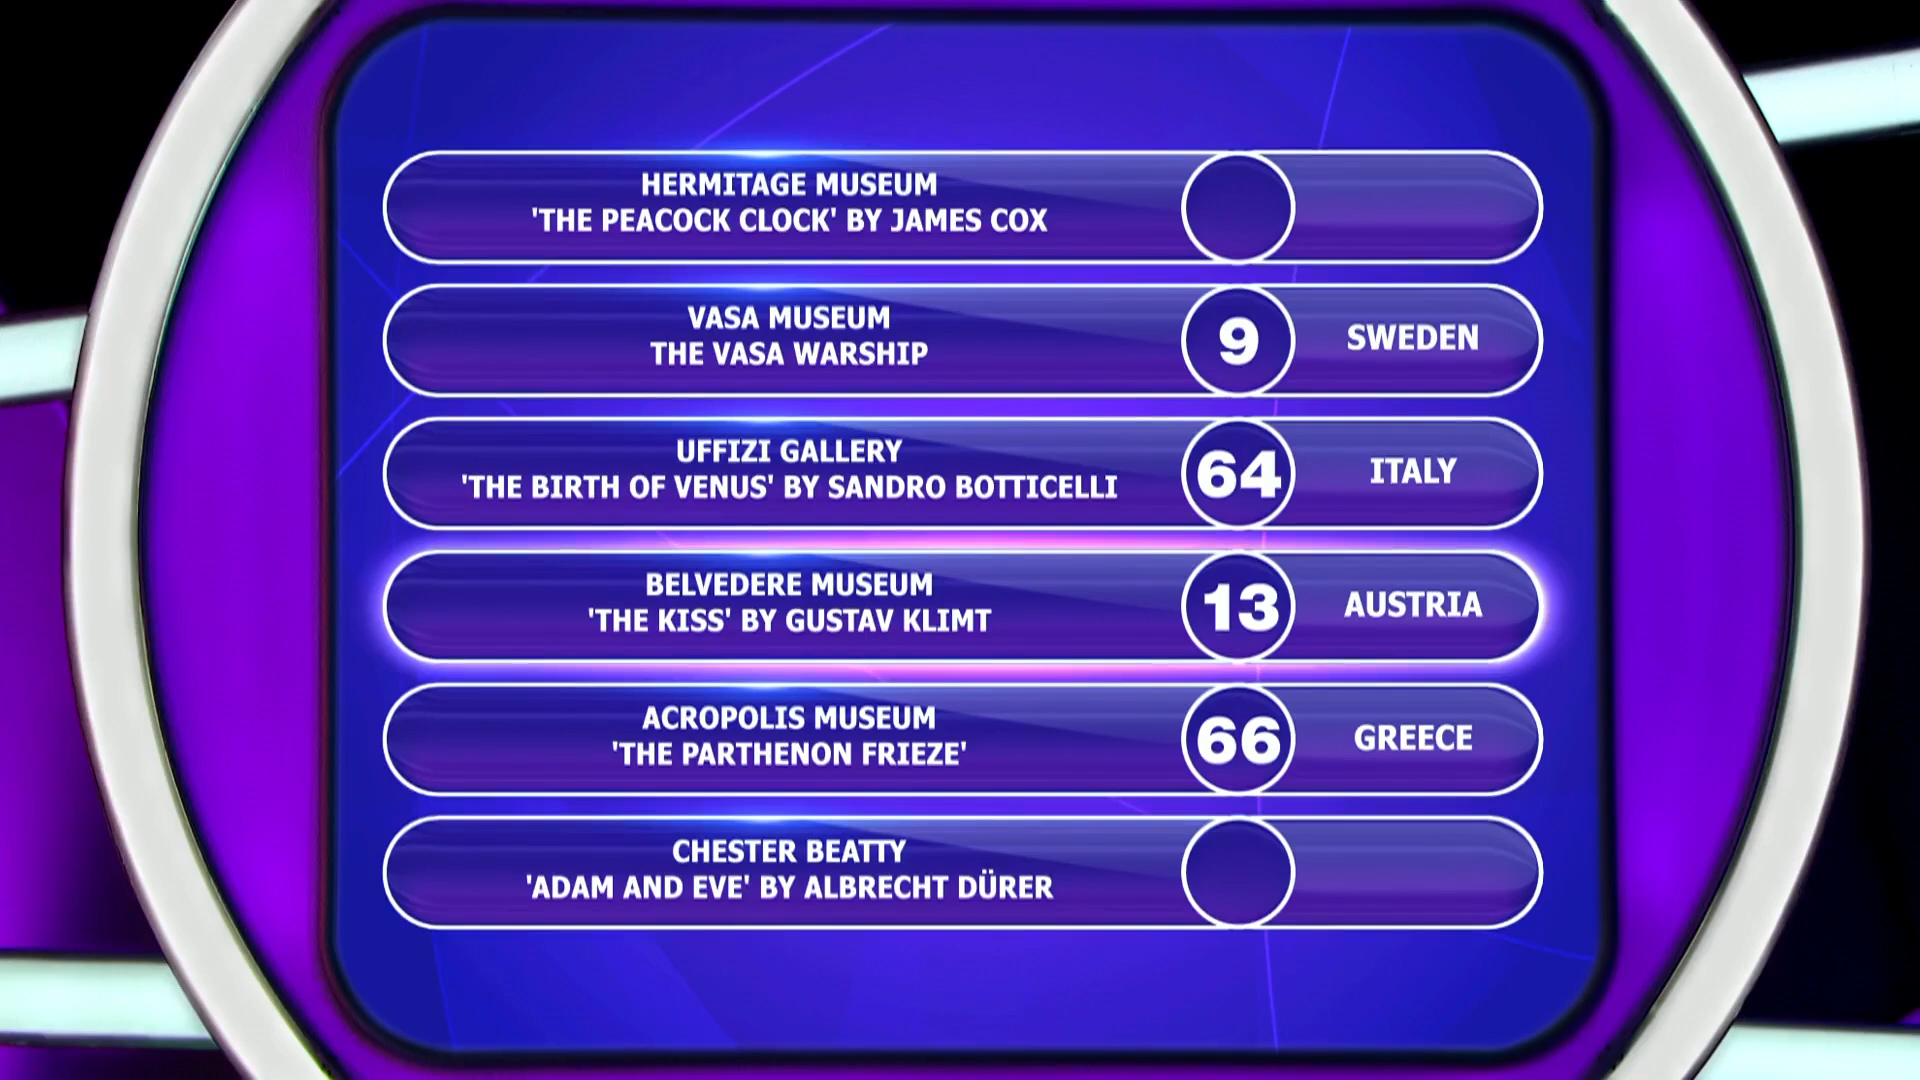 HERMITAGE MUSEUM
'THE PEACOCK CLOCK' BY JAMES COX
VASA MUSEUM
THE VASA WARSHIP
9
SWEDEN
UFFIZI GALLERY
'THE BIRTH OF VENUS' BY SANDRO BOTTICELLI
64
ITALY
BELVEDERE MUSEUM
'THE KISS' BY GUSTAV KLIMT
13
AUSTRIA
ACROPOLIS MUSEUM
'THE PARTHENON FRIEZE'
66
GREECE
CHESTER BEATTY
'ADAM AND EVE' BY ALBRECHT DÜRER